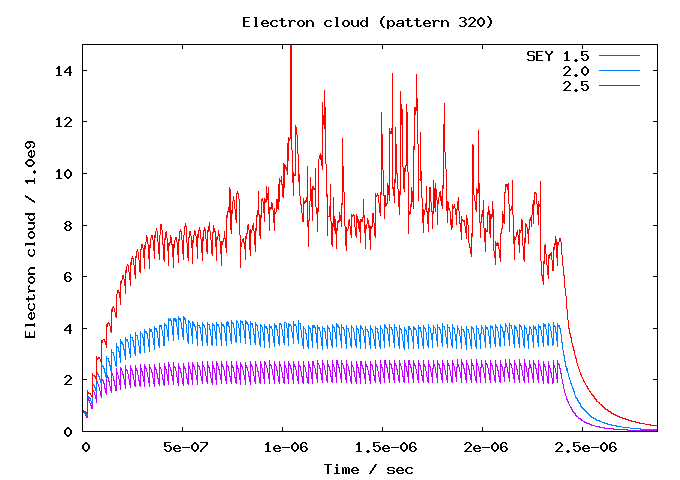 Electron cloud (pattern 320)
SEY 1.5
2.0
2.5
14
12
10
8
6
4
2
0
Electron cloud / 1.0e9
0 5e-07 1e-06 1.5e-06 2e-06 2.5e-06
Time / sec